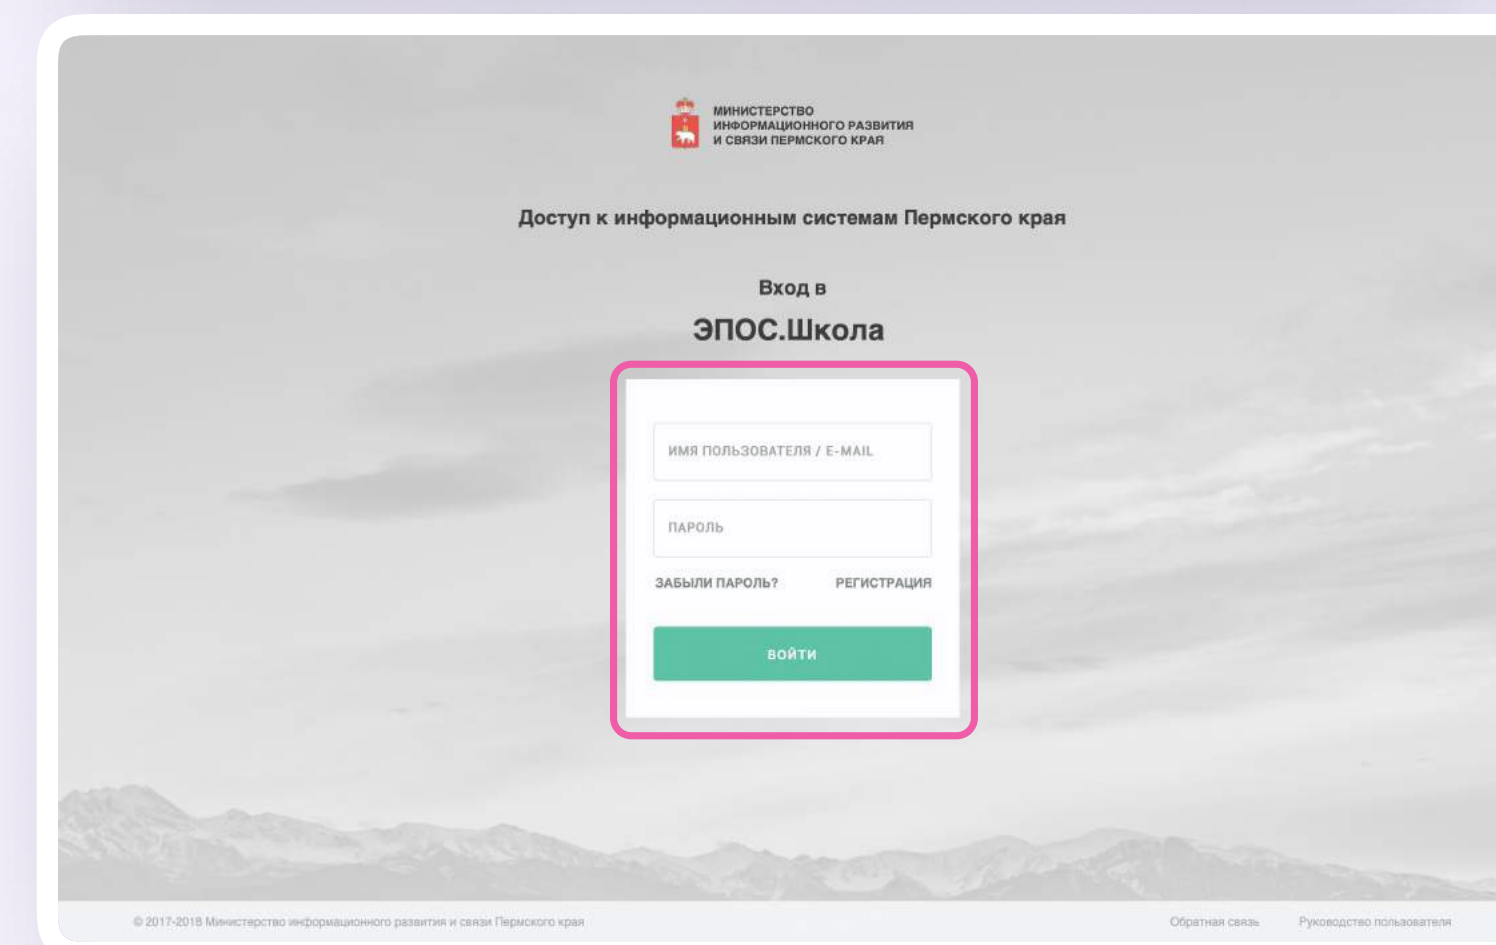 МИНИСТЕРСТВО
ИНФОРМАЦИОННОГО РАЗВИТИЯ
И СВЯЗИ ПЕРМСКОГО КРАЯ
Доступ к информационным системам Пермского края
Вход в
ЭПОС.Школа
ИМЯ ПОЛЬЗОВАТЕЛЯ / E-MAIL
ПАРОЛЬ
ЗАБЫЛИ ПАРОЛЬ? РЕГИСТРАЦИЯ
ВОЙТИ
© 2017-2018 Министерство информационного развития и связи Пермского края Обратная связь Руководство пользователя